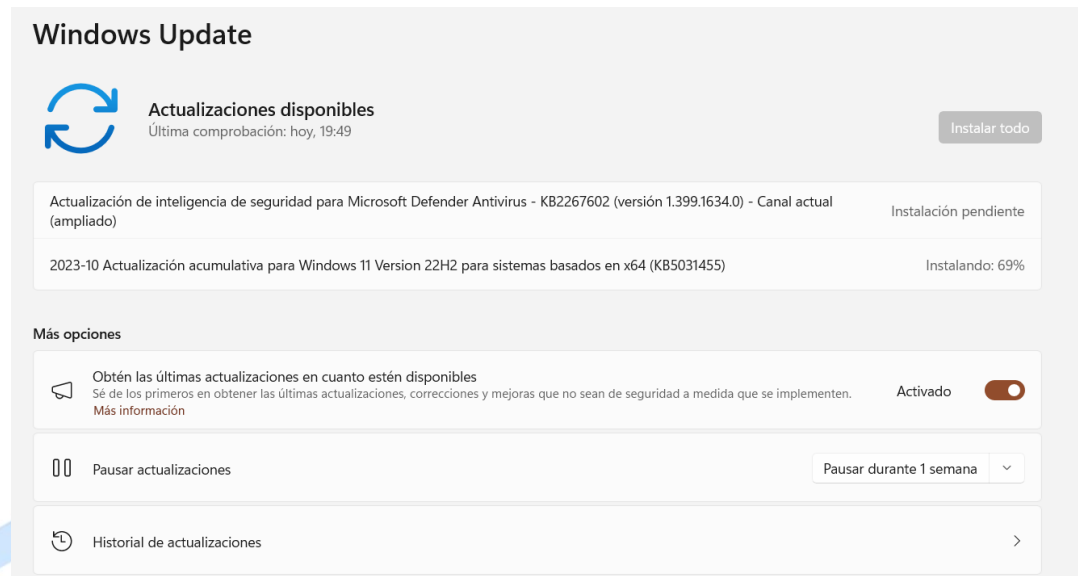 Windows Update
Actualizaciones disponibles
Última comprobación: hoy, 19:49
Instalar todo
Actualización de inteligencia de seguridad para Microsoft Defender Antivirus - KB2267602 (versión 1.399.1634.0) - Canal actual
(ampliado)
Instalación pendiente
2023-10 Actualización acumulativa para Windows 11 Version 22H2 para sistemas basados en x64 (KB5031455)
Instalando: 69%
Más opciones
Obtén las últimas actualizaciones en cuanto estén disponibles
Sé de los primeros en obtener las últimas actualizaciones, correcciones y mejoras que no sean de seguridad a medida que se implementen.
Más información
Activado
Pausar actualizaciones
Pausar durante 1 semana
Historial de actualizaciones